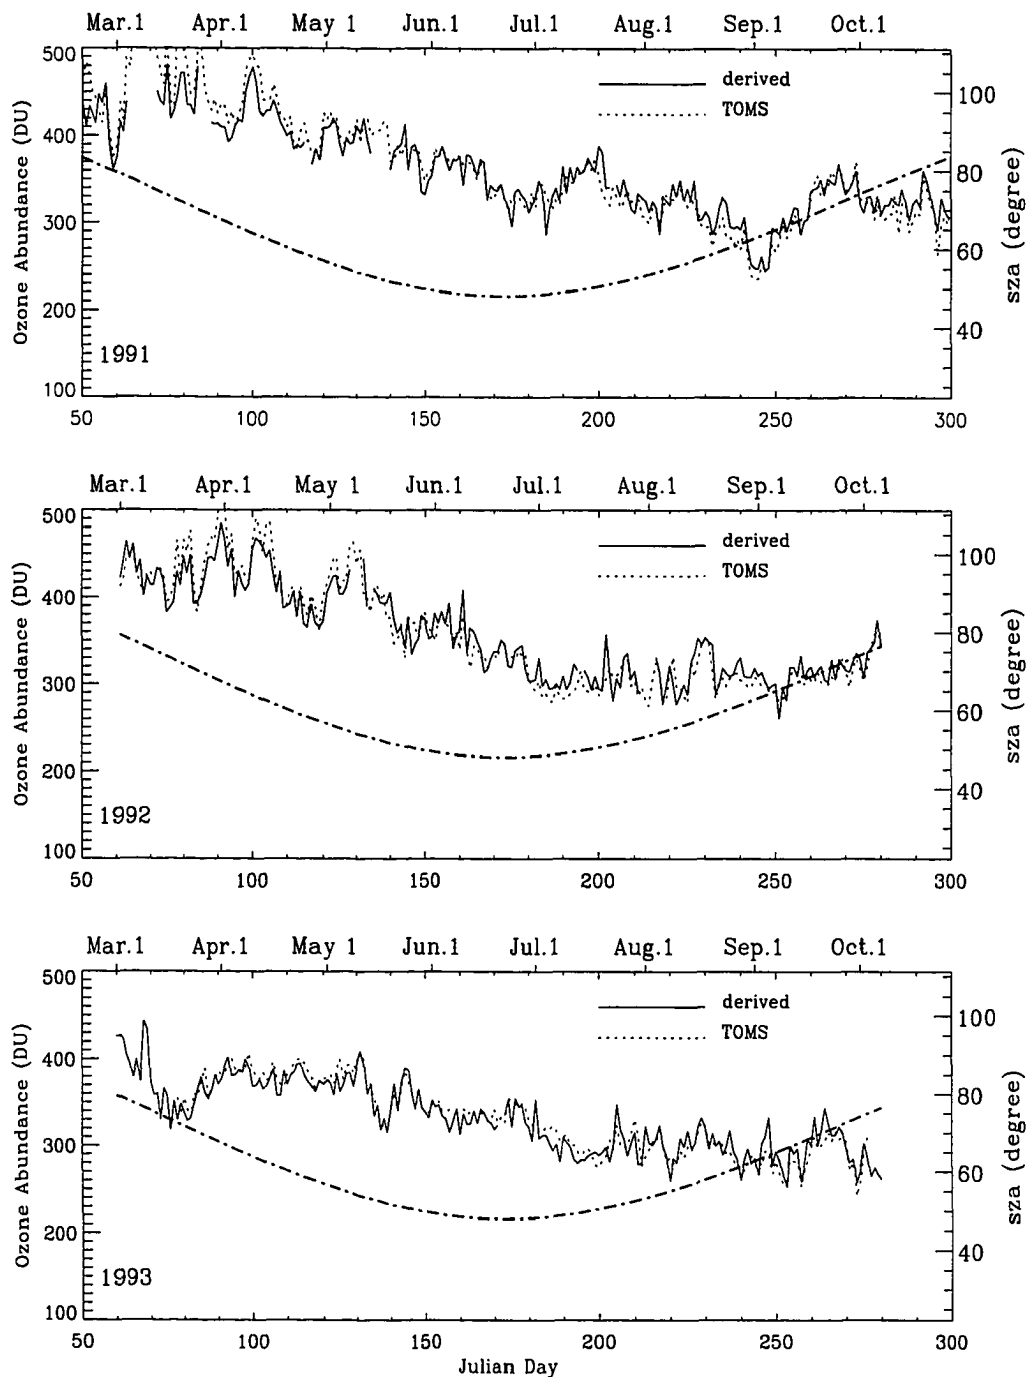 Mar.1 Apr.1 May 1 Jun.1 Jul.1 Aug.1 Sep.1 Oct.1
500
400
300
200
100
Ozone Abundance (DU)
derived
TOMS
1991
100
80
60
40
sza (degree)
50 100 150 200 250 300
Mar.1 Apr.1 May 1 Jun.1 Jul.1 Aug.1 Sep.1 Oct.1
500
400
300
200
100
Ozone Abundance (DU)
derived
TOMS
1992
100
80
60
40
sza (degree)
50 100 150 200 250 300
Mar.1 Apr.1 May 1 Jun.1 Jul.1 Aug.1 Sep.1 Oct.1
500
400
300
200
100
Ozone Abundance (DU)
derived
TOMS
1993
100
80
60
40
sza (degree)
50 100 150 200 250 300
Julian Day